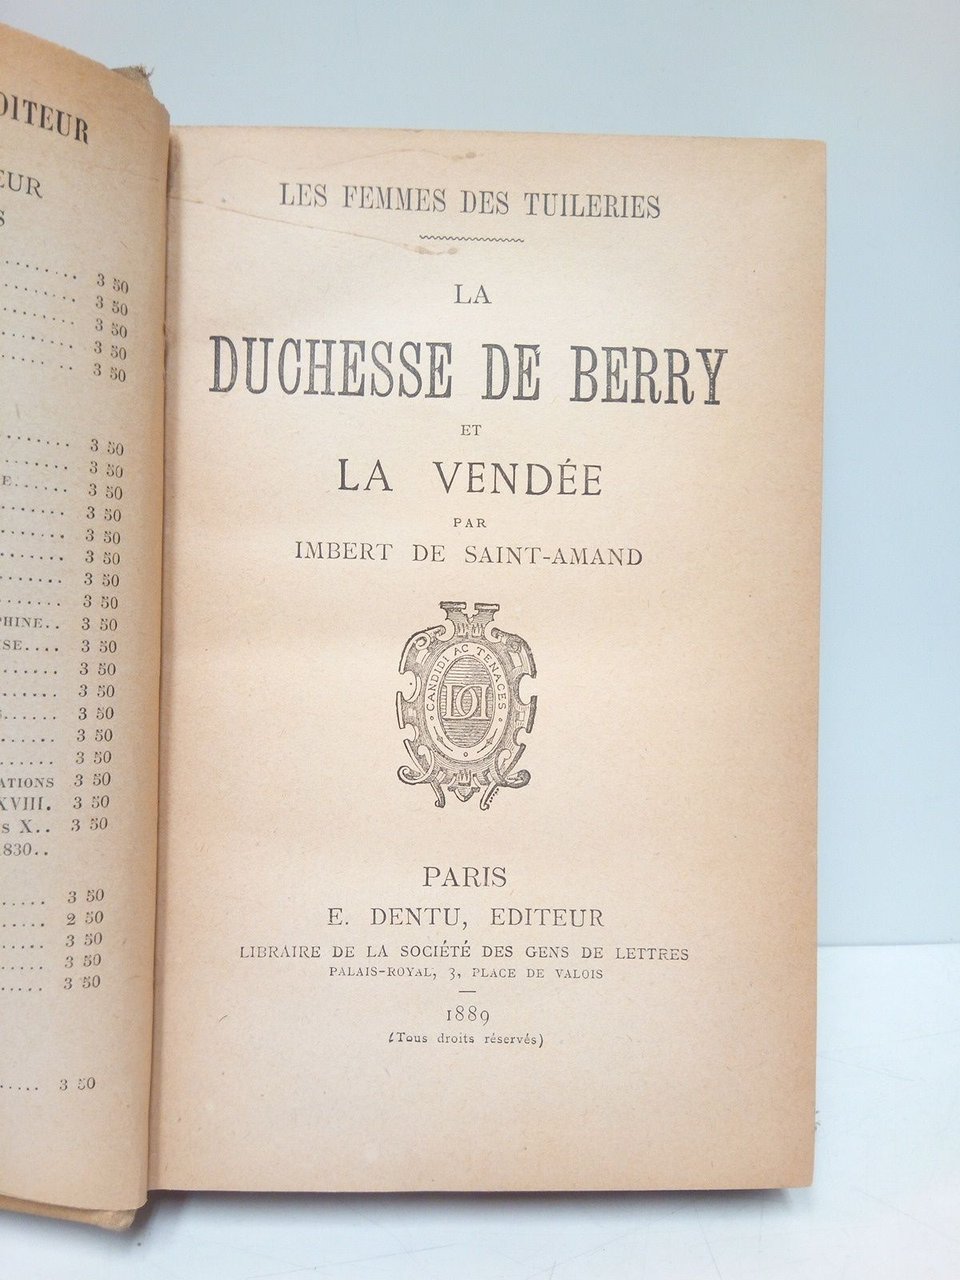 DITEUR
EUR
S
........ 3 50
........ 3 50
........ 3 50
........ 3 50
.. 3 50
....... 3 50
....... 3 50
E...... 3 50
....... 3 50
....... 3 50
....... 3 50
....... 3 50
....... 3 50
PHINE.. 3 50
SE.... 3 50
...... 3 50
...... 3 50
...... 3 50
...... 3 50
...... 3 50
ATIONS 3 50
XVIII. 3 50
S X.. 3 50
1830..
..... 3 50
..... 2 50
..... 3 50
..... 3 50
..... 3 50
..... 3 50
LES FEMMES DES TUILERIES
LA
DUCHESSE DE BERRY
ET
LA VENDÉE
PAR
IMBERT DE SAINT-AMAND
CANDIDI AC TENACES
PARIS
E. DENTU, EDITEUR
LIBRAIRE DE LA SOCIÉTÉ DES GENS DE LETTRES
PALAIS-ROYAL, 3, PLACE DE VALOIS
1889
(Tous droits réservés)